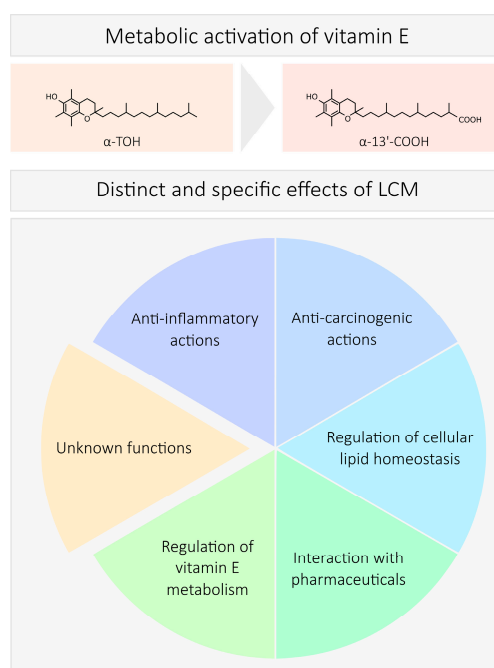 Metabolic activation of vitamin E
HO
O
α-TOH
HO
O
COOH
α-13'-COOH
Distinct and specific effects of LCM
Anti-inflammatory
actions
Anti-carcinogenic
actions
Unknown functions
Regulation of cellular
lipid homeostasis
Regulation of
vitamin E
metabolism
Interaction with
pharmaceuticals